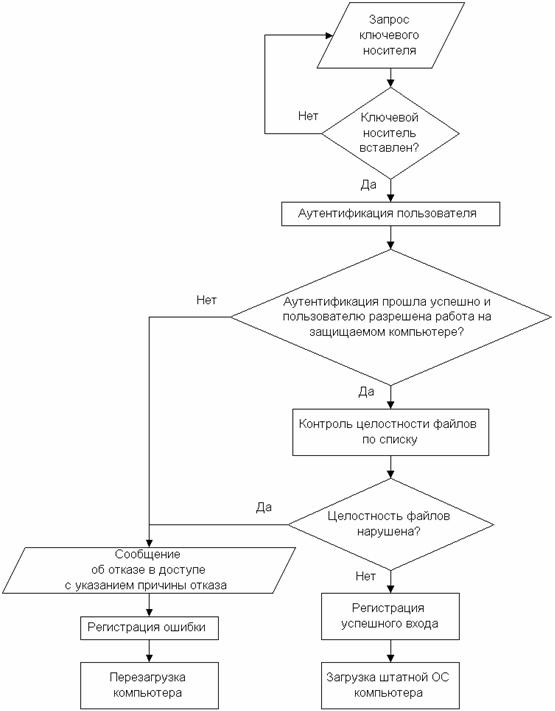 Запрос
ключевого
носителя
Нет
Ключевой
носитель
вставлен?
Да
Аутентификация пользователя
Нет
Аутентификация прошла успешно и
пользователю разрешена работа на
защищаемом компьютере?
Да
Контроль целостности файлов
по списку
Да
Целостность файлов
нарушена?
Сообщение
об отказе в доступе
с указанием причины отказа
Нет
Регистрация ошибки
Регистрация
успешного входа
Перезагрузка
компьютера
Загрузка штатной ОС
компьютера